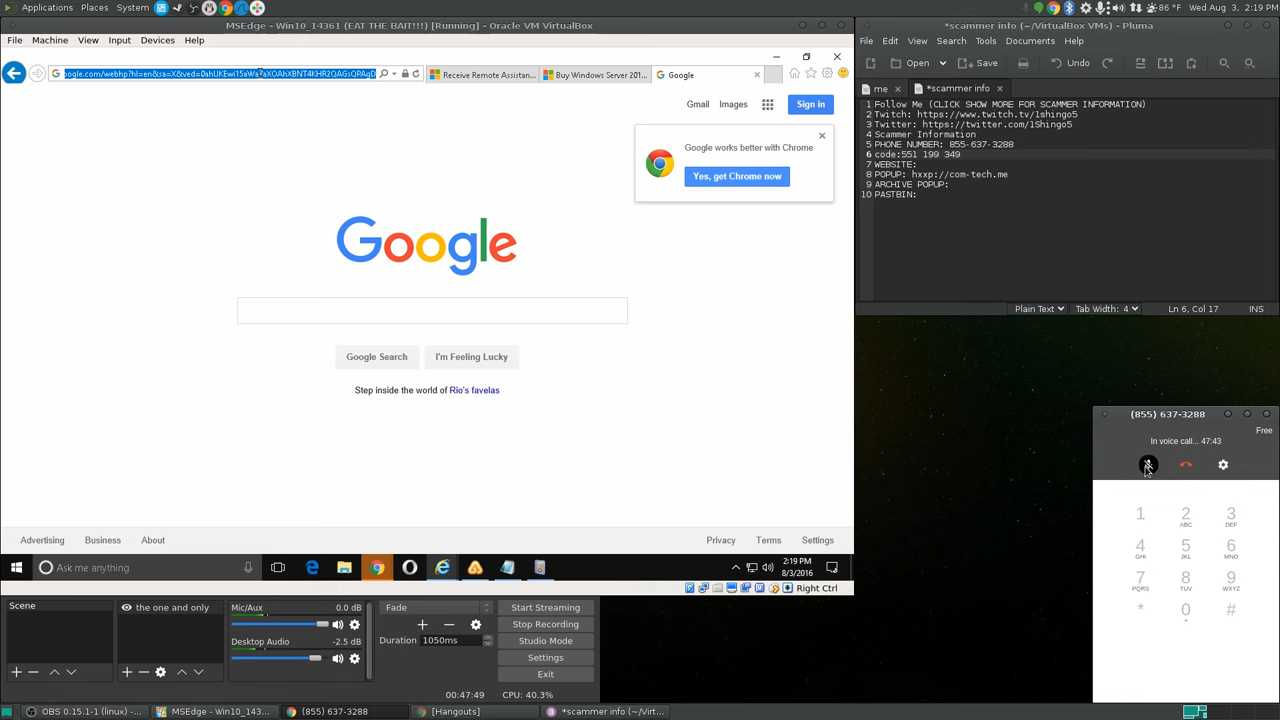 Applications Places System
86 °F Wed Aug 3, 2:19 PM
MSEdge - Win10_14361 (EAT THE BAIT!!!) [Running] - Oracle VM VirtualBox
File Machine View Input Devices Help
Receive Remote Assistan...
Buy Windows Server 201...
Google
Gmail Images
Sign in
Google works better with Chrome
Yes, get Chrome now
Google
Google Search
I'm Feeling Lucky
Step inside the world of Rio's favelas
Advertising Business About
Privacy Terms Settings
Ask me anything
2:19 PM
8/3/2016
Right Ctrl
*scammer info (~/VirtualBox VMs) - Pluma
File Edit View Search Tools Documents Help
Open Save Undo
me
*scammer info
1 Follow Me (CLICK SHOW MORE FOR SCAMMER INFORMATION)
2 Twitch: https://www.twitch.tv/1shingo5
3 Twitter: https://twitter.com/1Shingo5
4 Scammer Information
5 PHONE NUMBER: 855-637-3288
6 code:551 199 349
7 WEBSITE:
8 POPUP: hxxp://com-tech.me
9 ARCHIVE POPUP:
10 PASTBIN:
Plain Text Tab Width: 4 Ln 6, Col 17 INS
(855) 637-3288
Free
In voice call... 47:43
1 2 3
ABC DEF
4 5 6
GHI JKL MNO
7 8 9
PQRS TUV WXYZ
* 0 #
+
Scene
the one and only
Mic/Aux 0.0 dB
Desktop Audio -2.5 dB
Fade
Duration 1050ms
Start Streaming
Stop Recording
Studio Mode
Settings
Exit
00:47:49 CPU: 40.3%
OBS 0.15.1-1 (linux) -...
MSEdge - Win10_143...
(855) 637-3288
[Hangouts]
*scammer info (~/Virt...